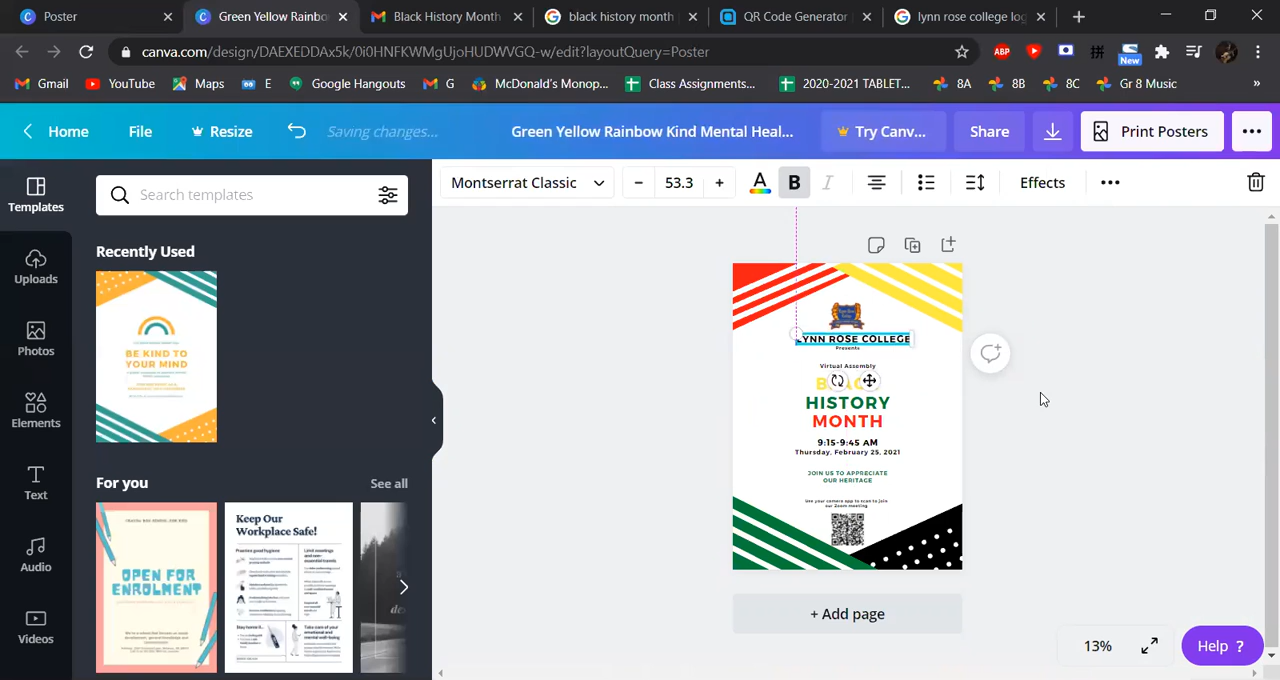 Poster
Green Yellow Rainbo
Black History Month
black history month
QR Code Generator
lynn rose college log
canva.com/design/DAEXEDDAx5k/0i0HNFKWMgUjoHUDWVGQ-w/edit?layoutQuery=Poster
ABP
New
Gmail
YouTube
Maps
E
Google Hangouts
G
McDonald's Monop...
Class Assignments...
2020-2021 TABLET...
8A
8B
8C
Gr 8 Music
»
Home
File
Resize
Saving changes...
Green Yellow Rainbow Kind Mental Heal...
Try Canv...
Share
Print Posters
Templates
Uploads
Photos
Elements
Text
Audio
Videos
Search templates
Recently Used
BE KIND TO
YOUR MIND
For you
See all
OPEN FOR
ENROLMENT
Keep Our
Workplace Safe!
Montserrat Classic
– 53.3 +
A
B
I
Effects
LYNN ROSE COLLEGE
Presents
Virtual Assembly
HISTORY
MONTH
9:15-9:45 AM
Thursday, February 25, 2021
JOIN US TO APPRECIATE
OUR HERITAGE
Use your camera app to scan to join
our Zoom meeting
+ Add page
13%
Help ?